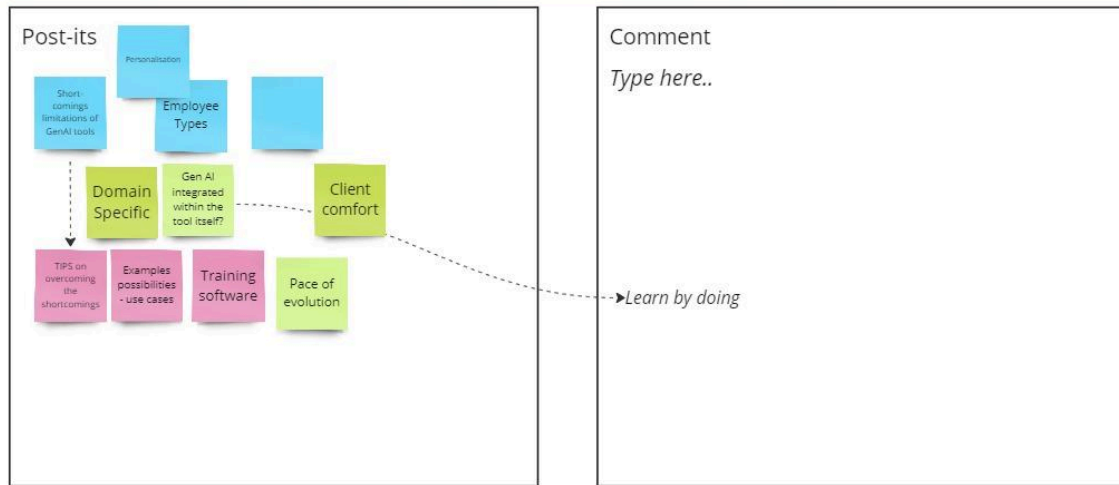 Post-its
Personalisation
Short-
comings
limitations of
GenAI tools
Employee
Types
Domain
Specific
Gen AI
integrated
within the
tool itself?
Client
comfort
TIPS on
overcoming
the
shortcomings
Examples
possibilities
- use cases
Training
software
Pace of
evolution
Comment
Type here..
Learn by doing